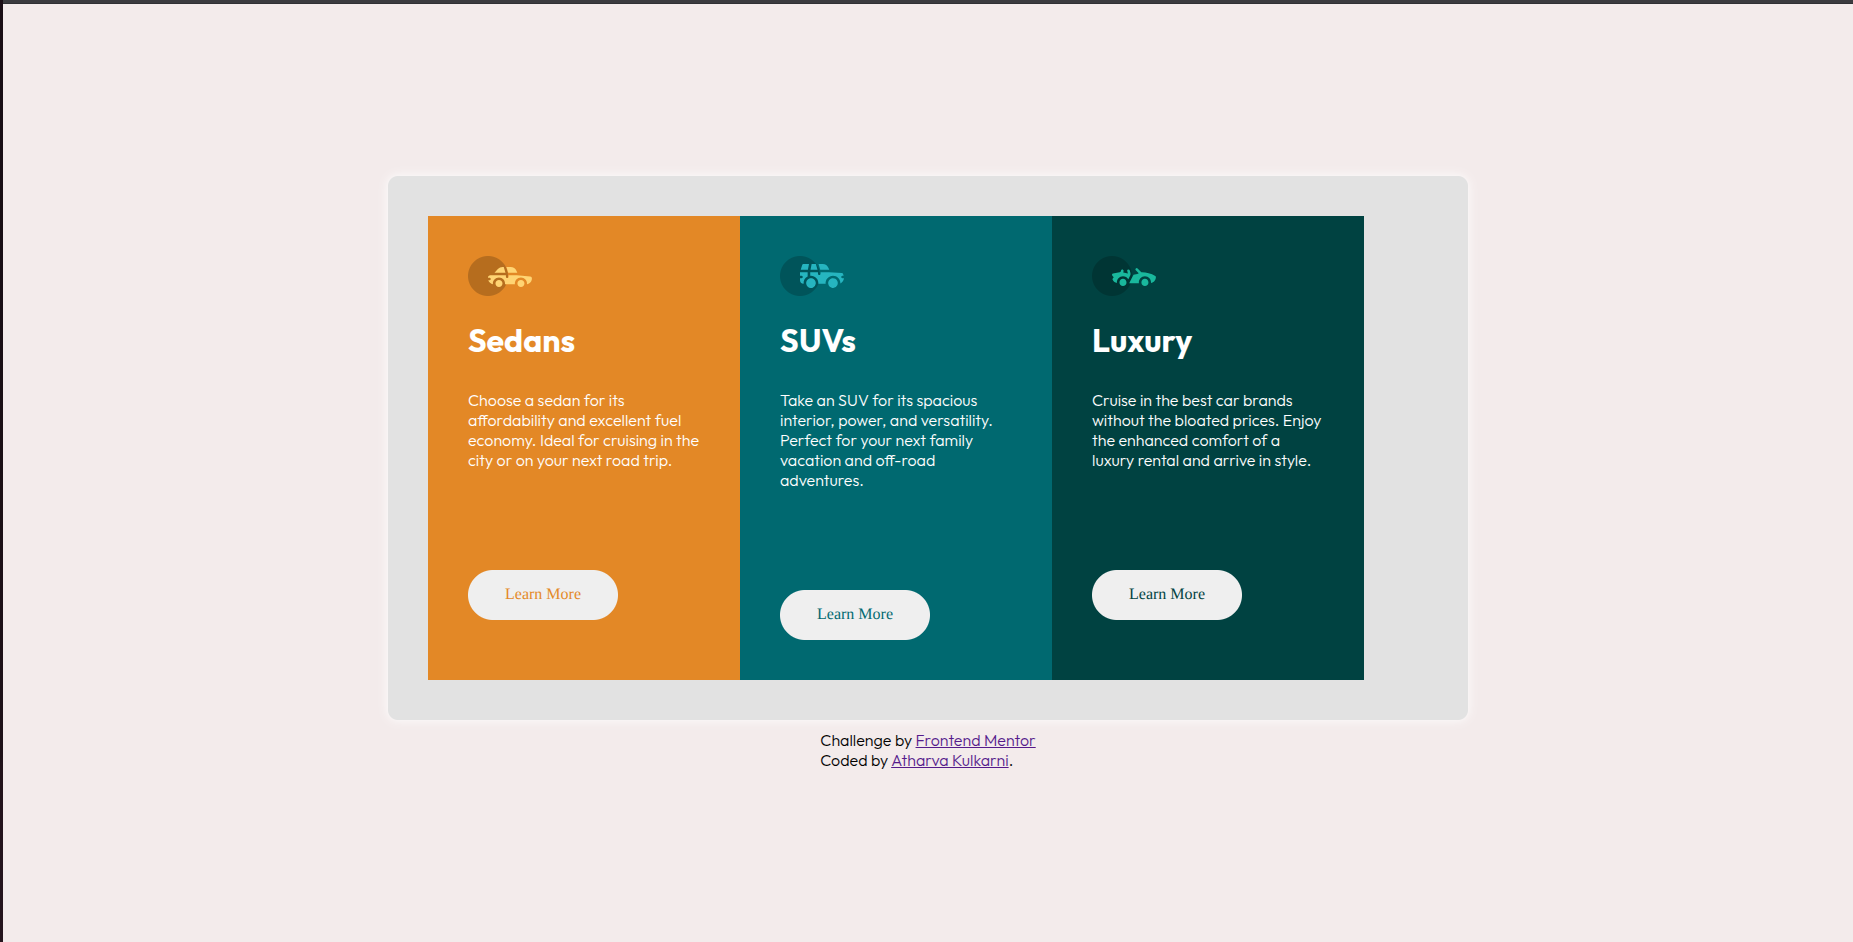 Sedans
Choose a sedan for its
affordability and excellent fuel
economy. Ideal for cruising in the
city or on your next road trip.
Learn More
SUVs
Take an SUV for its spacious
interior, power, and versatility.
Perfect for your next family
vacation and off-road
adventures.
Learn More
Luxury
Cruise in the best car brands
without the bloated prices. Enjoy
the enhanced comfort of a
luxury rental and arrive in style.
Learn More
Challenge by Frontend Mentor
Coded by Atharva Kulkarni.